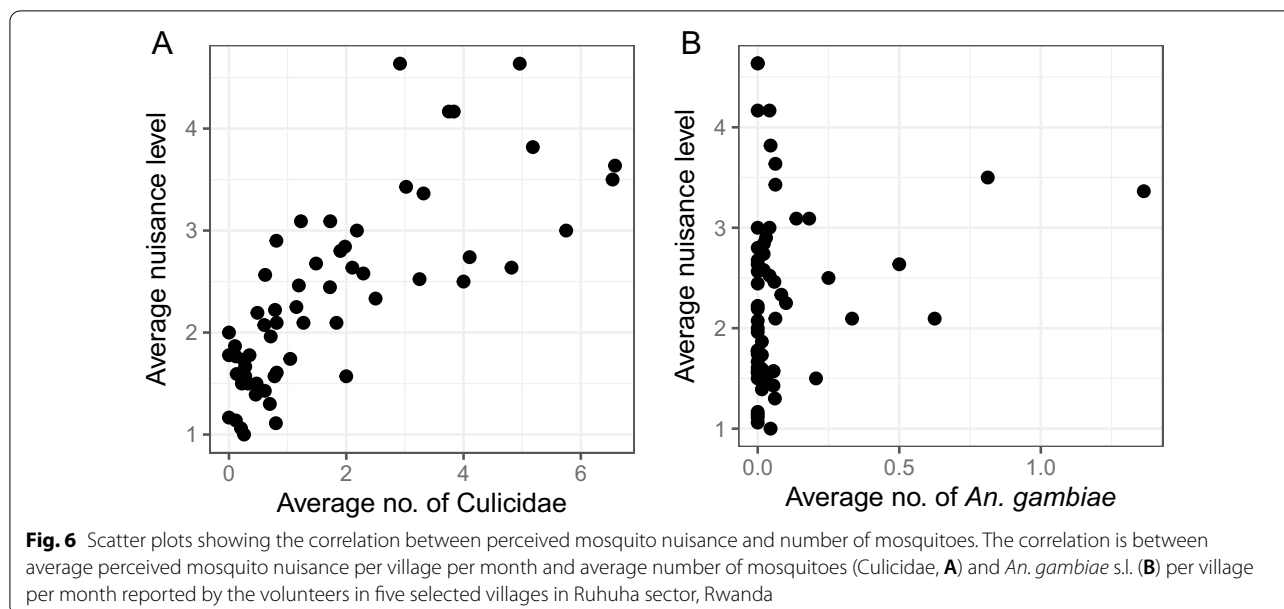 A
B
Average nuisance level
4
3
2
1
0
2
4
6
Average no. of Culicidae
Average nuisance level
4
3
2
1
0.0
0.5
1.0
Average no. of An. gambiae
Fig. 6 Scatter plots showing the correlation between perceived mosquito nuisance and number of mosquitoes. The correlation is between
average perceived mosquito nuisance per village per month and average number of mosquitoes (Culicidae, A) and An. gambiae s.l. (B) per village
per month reported by the volunteers in five selected villages in Ruhuha sector, Rwanda